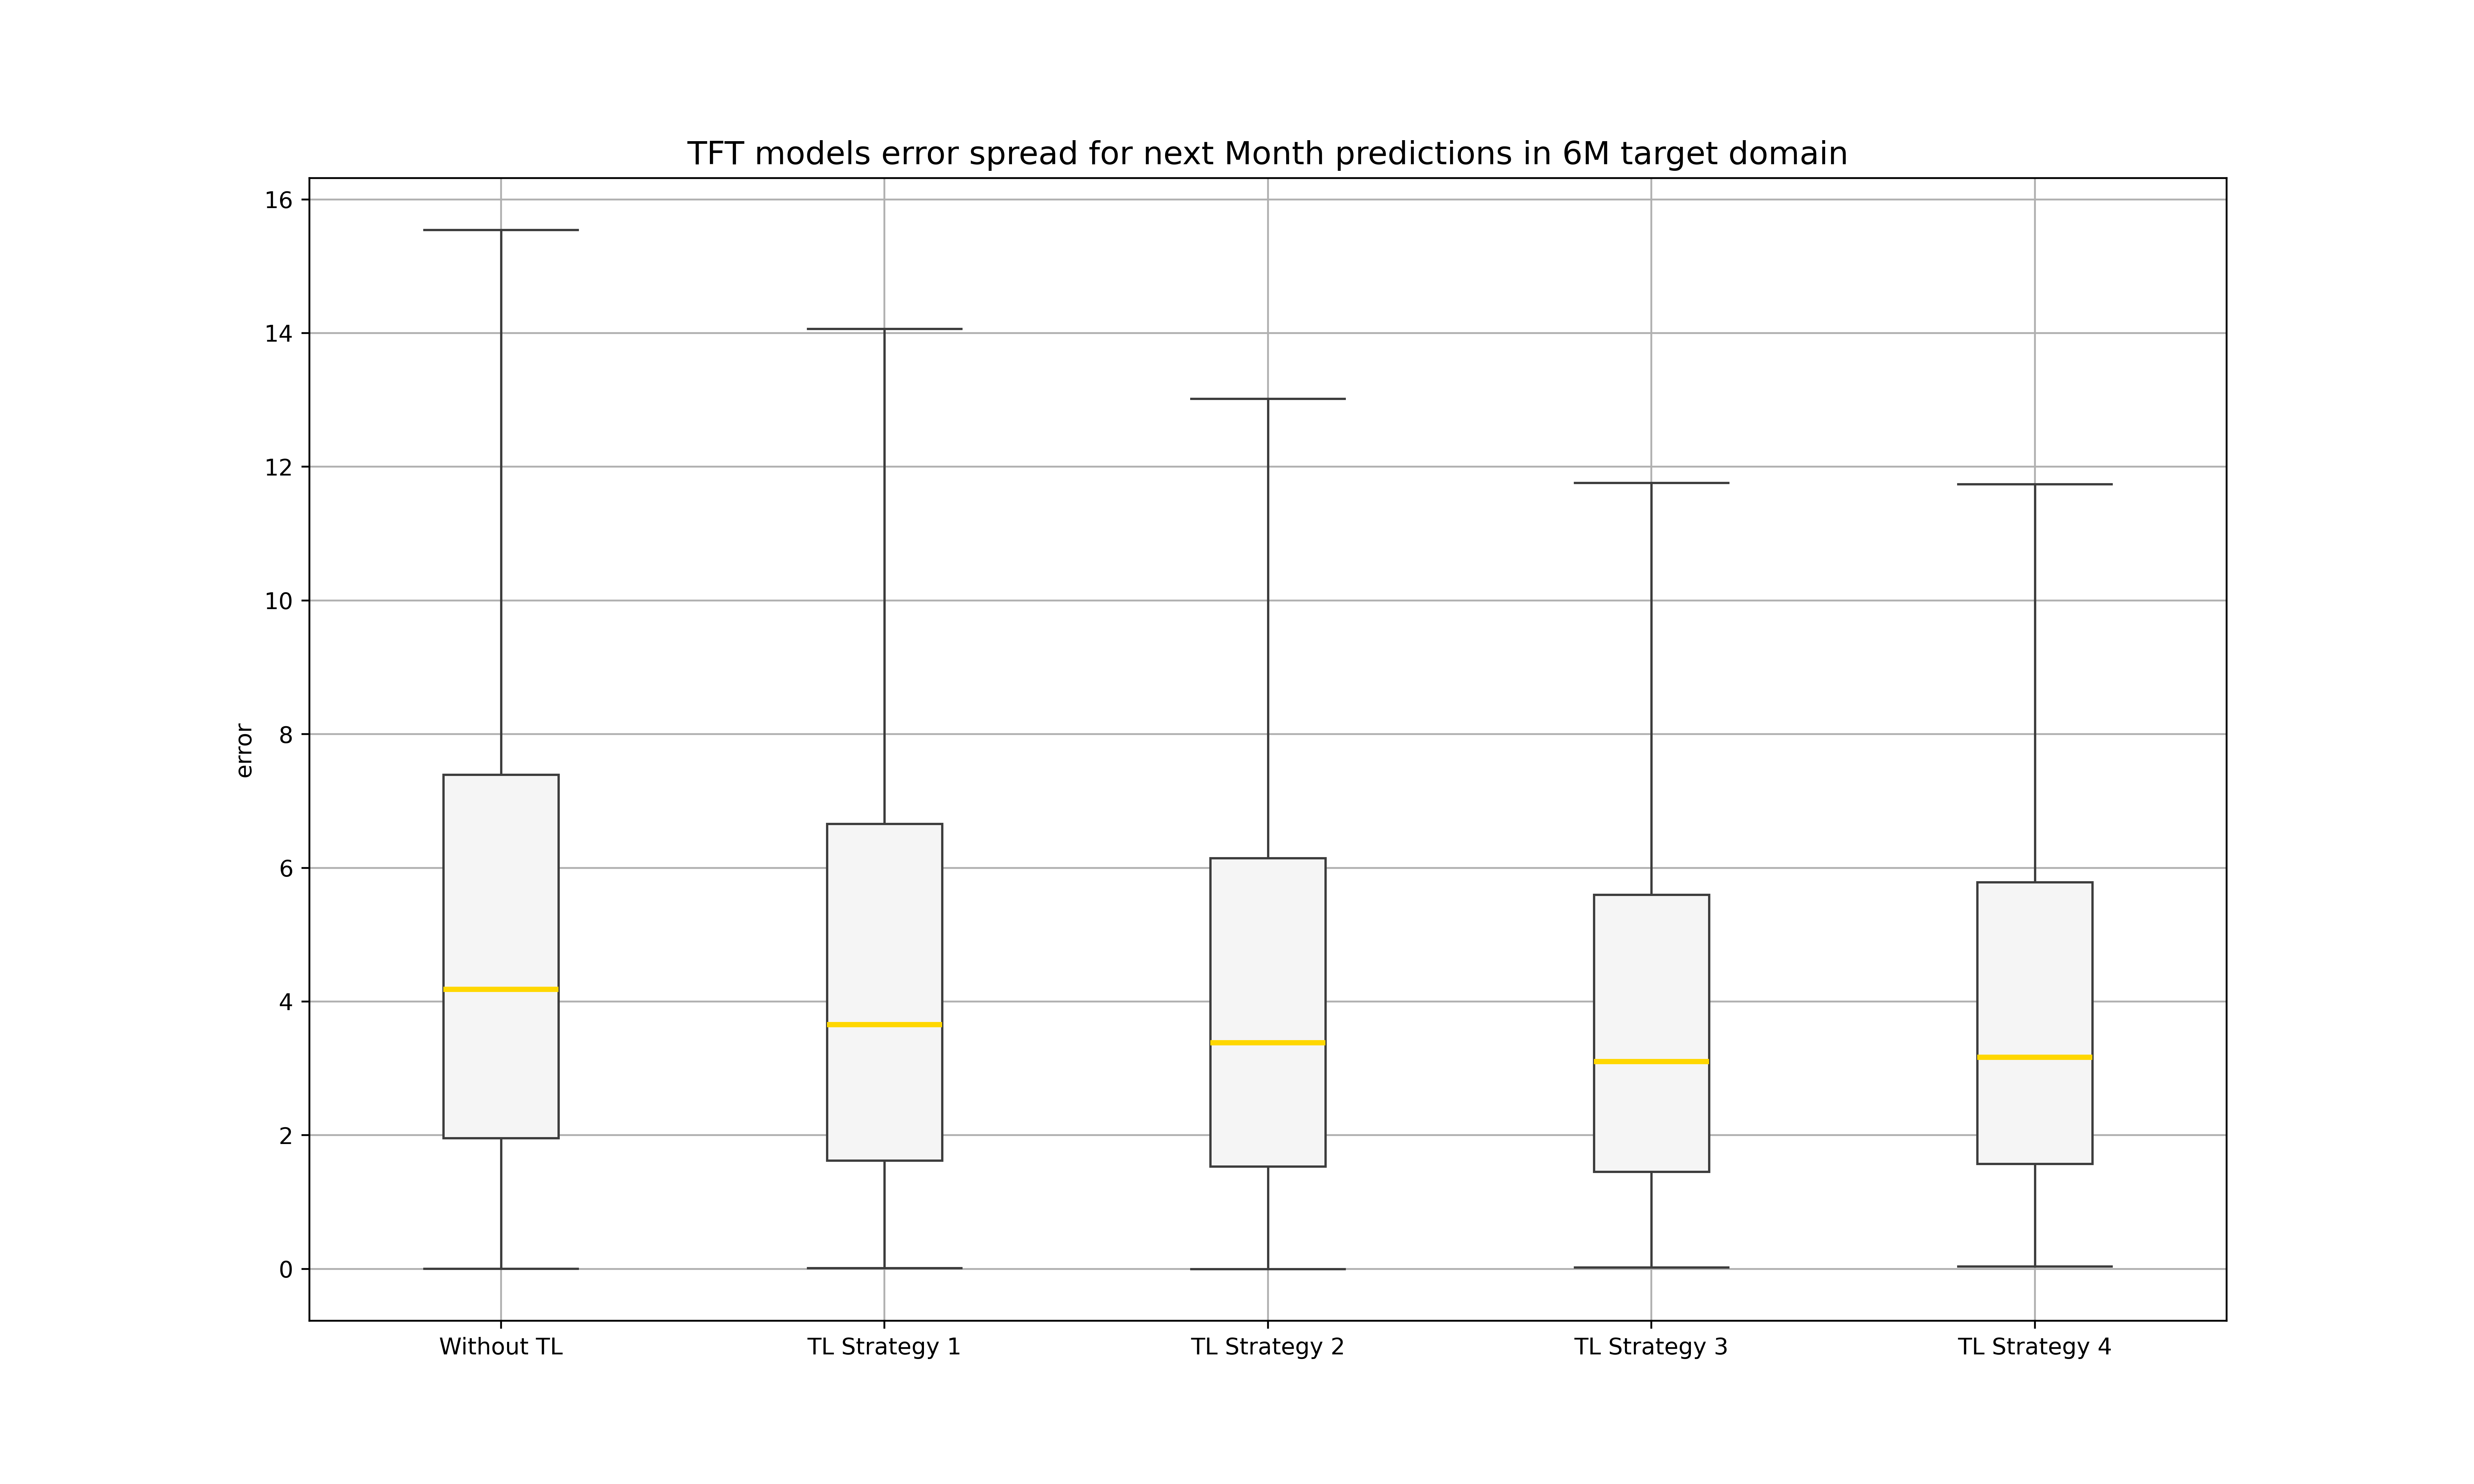 TFT models error spread for next Month predictions in 6M target domain
16
14
12
10
8
6
4
2
0
error
Without TL
TL Strategy 1
TL Strategy 2
TL Strategy 3
TL Strategy 4